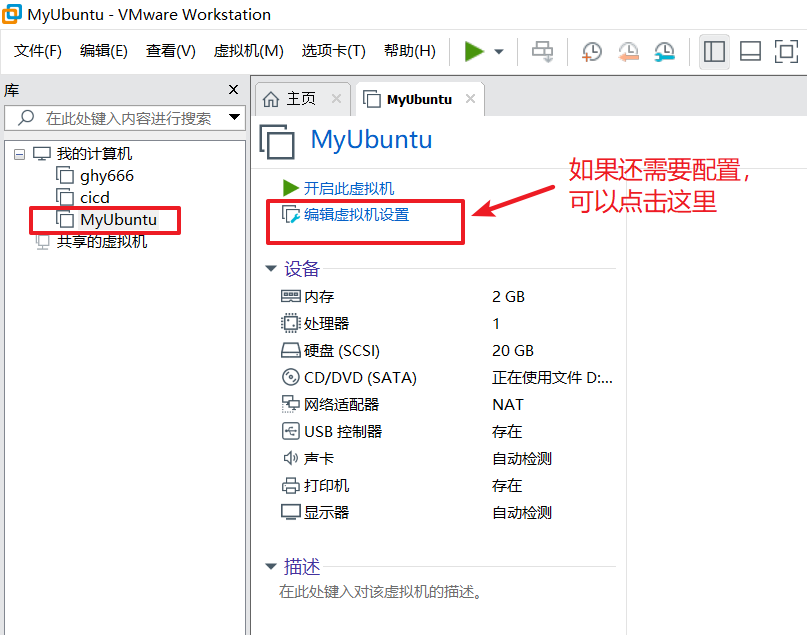 MyUbuntu - VMware Workstation
文件(F) 编辑(E) 查看(V) 虚拟机(M) 选项卡(T) 帮助(H)
库
在此处键入内容进行搜索
我的计算机
ghy666
cicd
MyUbuntu
共享的虚拟机
主页
MyUbuntu
MyUbuntu
开启此虚拟机
编辑虚拟机设置
如果还需要配置，
可以点击这里
设备
内存 2 GB
处理器 1
硬盘 (SCSI) 20 GB
CD/DVD (SATA) 正在使用文件 D:...
网络适配器 NAT
USB 控制器 存在
声卡 自动检测
打印机 存在
显示器 自动检测
描述
在此处键入对该虚拟机的描述。